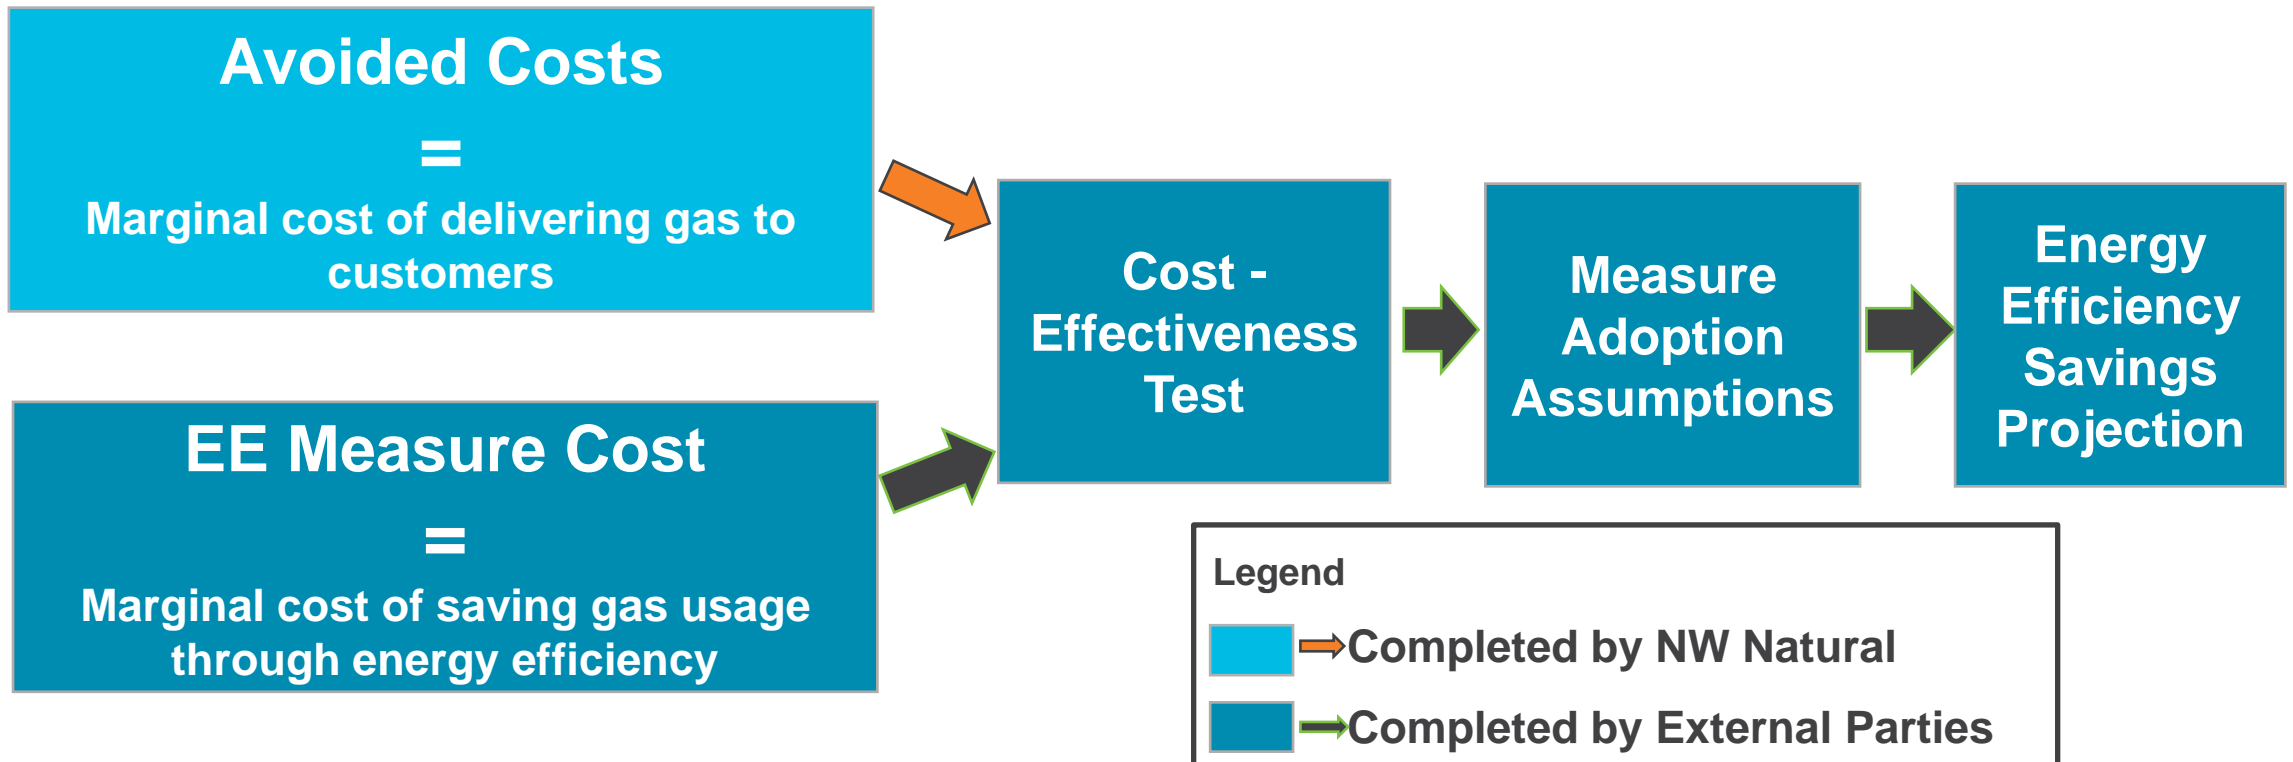 Avoided Costs
=
Marginal cost of delivering gas to
customers
EE Measure Cost
=
Marginal cost of saving gas usage
through energy efficiency
Cost -
Effectiveness
Test
Measure
Adoption
Assumptions
Energy
Efficiency
Savings
Projection
Legend
Completed by NW Natural
Completed by External Parties